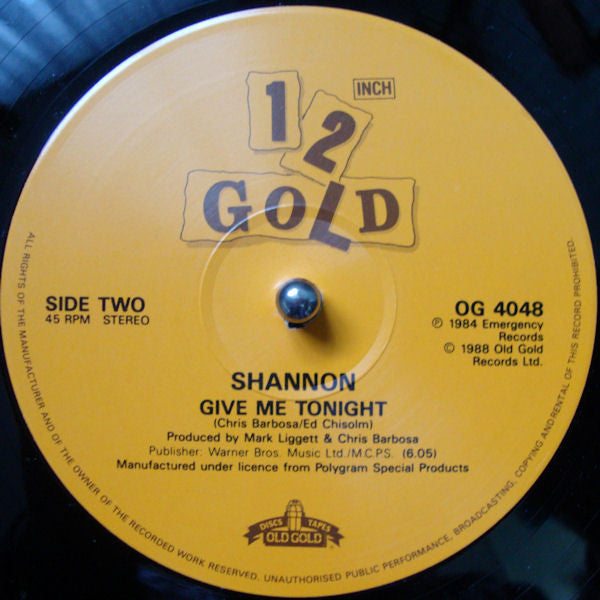 12 INCH
GOLD
SIDE TWO
45 RPM STEREO
OG 4048
℗ 1984 Emergency
Records
© 1988 Old Gold
Records Ltd.
SHANNON
GIVE ME TONIGHT
(Chris Barbosa/Ed Chisolm)
Produced by Mark Liggett & Chris Barbosa
Publisher: Warner Bros. Music Ltd./M.C.P.S. (6.05)
Manufactured under licence from Polygram Special Products
DISCS TAPES
OLD GOLD
ALL RIGHTS OF THE MANUFACTURER AND OF THE OWNER OF THE RECORDED WORK RESERVED. UNAUTHORISED PUBLIC PERFORMANCE, BROADCASTING, COPYING AND RENTAL OF THIS RECORD PROHIBITED.